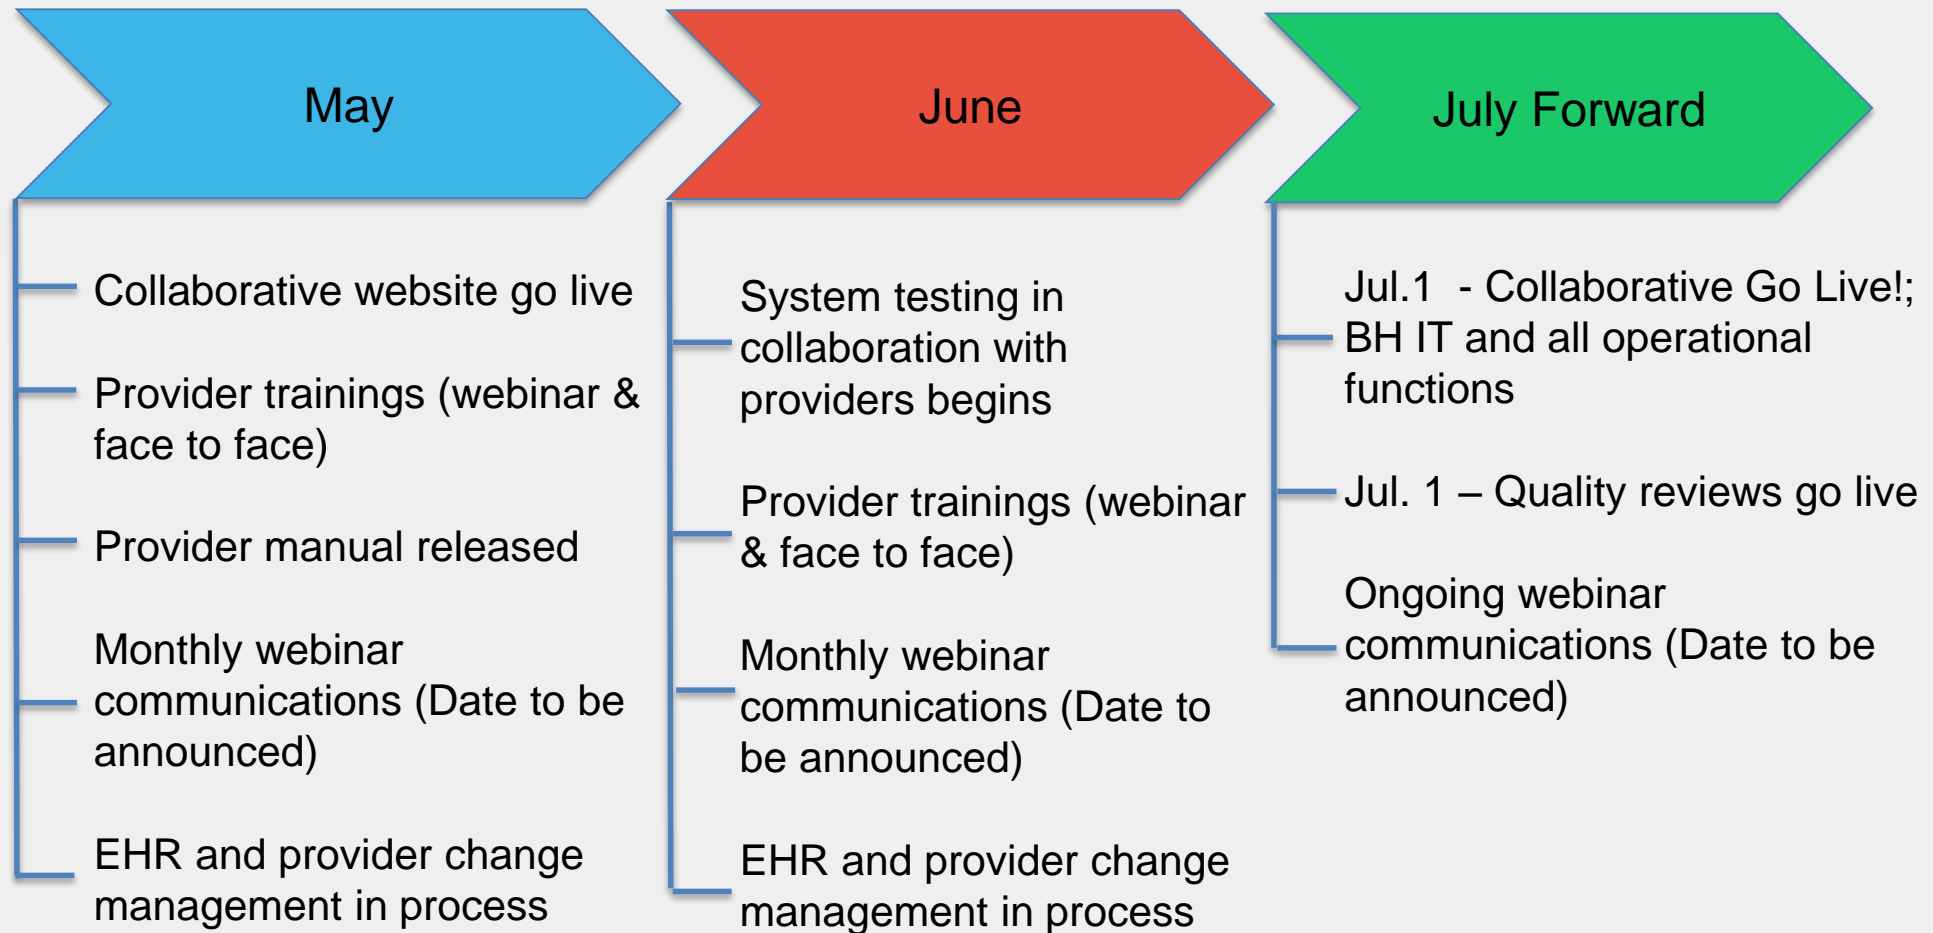 May
Collaborative website go live
Provider trainings (webinar &
face to face)
Provider manual released
Monthly webinar
communications (Date to be
announced)
EHR and provider change
management in process
June
System testing in
collaboration with
providers begins
Provider trainings (webinar
& face to face)
Monthly webinar
communications (Date to
be announced)
EHR and provider change
management in process
July Forward
Jul.1  - Collaborative Go Live!;
BH IT and all operational
functions
Jul. 1 – Quality reviews go live
Ongoing webinar
communications (Date to be
announced)